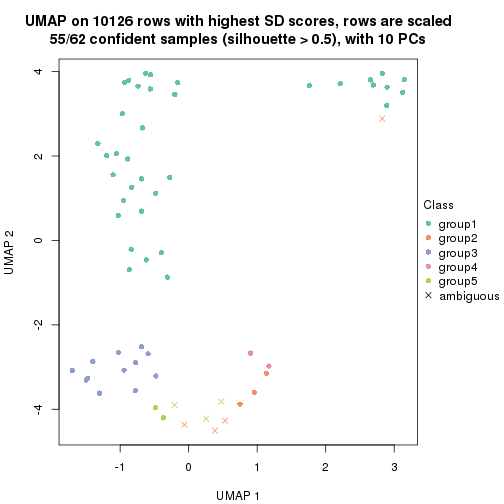 UMAP on 10126 rows with highest SD scores, rows are scaled
55/62 confident samples (silhouette > 0.5), with 10 PCs
4
2
0
-2
-4
UMAP 2
-1
0
1
2
3
UMAP 1
Class
group1
group2
group3
group4
group5
ambiguous